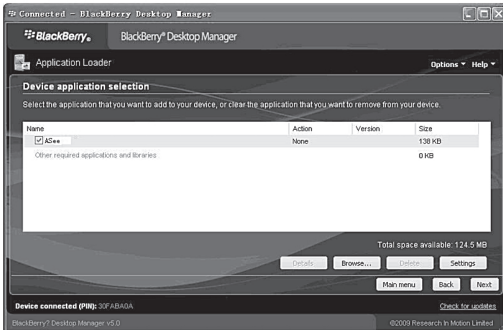 Connected - BlackBerry Desktop Manager
BlackBerry® BlackBerry® Desktop Manager
Application Loader Options Help
Device application selection
Select the application that you want to add to your device, or clear the application that you want to remove from your device.
Name Action Version Size
ASee None 138 KB
Other required applications and libraries 0 KB
Total space available: 124.5 MB
Details Browse... Delete Settings
Main menu Back Next
Device connected (PIN): 30FABA0A Check for updates
BlackBerry? Desktop Manager v5.0 ©2009 Research In Motion Limited